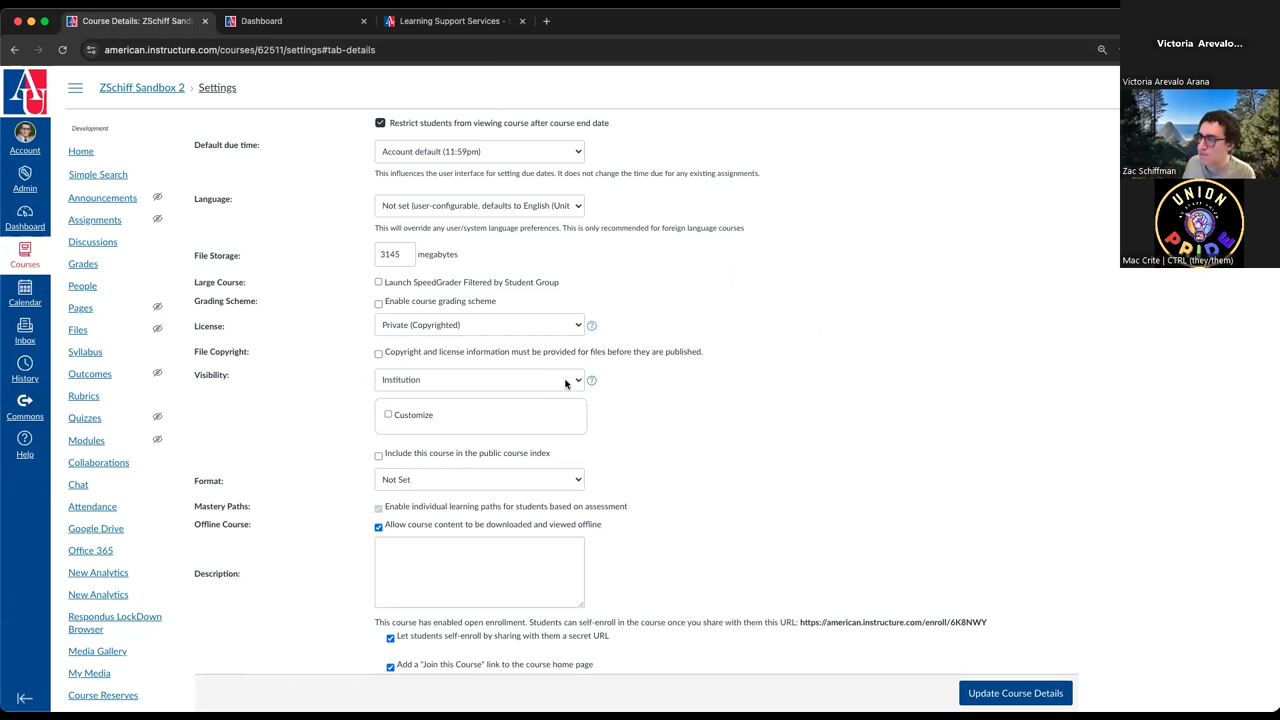 Course Details: ZSchiff Sandb
Dashboard
Learning Support Services -
american.instructure.com/courses/62511/settings#tab-details
Victoria Arevalo...
Victoria Arevalo Arana
Zac Schiffman
UNION
PRIDE
Mac Crite | CTRL (they/them)
AU
Account
Admin
Dashboard
Courses
Calendar
Inbox
History
Commons
Help
ZSchiff Sandbox 2 › Settings
Development
Home
Simple Search
Announcements
Assignments
Discussions
Grades
People
Pages
Files
Syllabus
Outcomes
Rubrics
Quizzes
Modules
Collaborations
Chat
Attendance
Google Drive
Office 365
New Analytics
New Analytics
Respondus LockDown
Browser
Media Gallery
My Media
Course Reserves
Restrict students from viewing course after course end date
Default due time:
Account default (11:59pm)
This influences the user interface for setting due dates. It does not change the time due for any existing assignments.
Language:
Not set (user-configurable, defaults to English (Unit
This will override any user/system language preferences. This is only recommended for foreign language courses
File Storage:
3145 megabytes
Large Course:
Launch SpeedGrader Filtered by Student Group
Grading Scheme:
Enable course grading scheme
License:
Private (Copyrighted)
File Copyright:
Copyright and license information must be provided for files before they are published.
Visibility:
Institution
Customize
Include this course in the public course index
Format:
Not Set
Mastery Paths:
Enable individual learning paths for students based on assessment
Offline Course:
Allow course content to be downloaded and viewed offline
Description:
This course has enabled open enrollment. Students can self-enroll in the course once you share with them this URL: https://american.instructure.com/enroll/6K8NWY
Let students self-enroll by sharing with them a secret URL
Add a "Join this Course" link to the course home page
Update Course Details